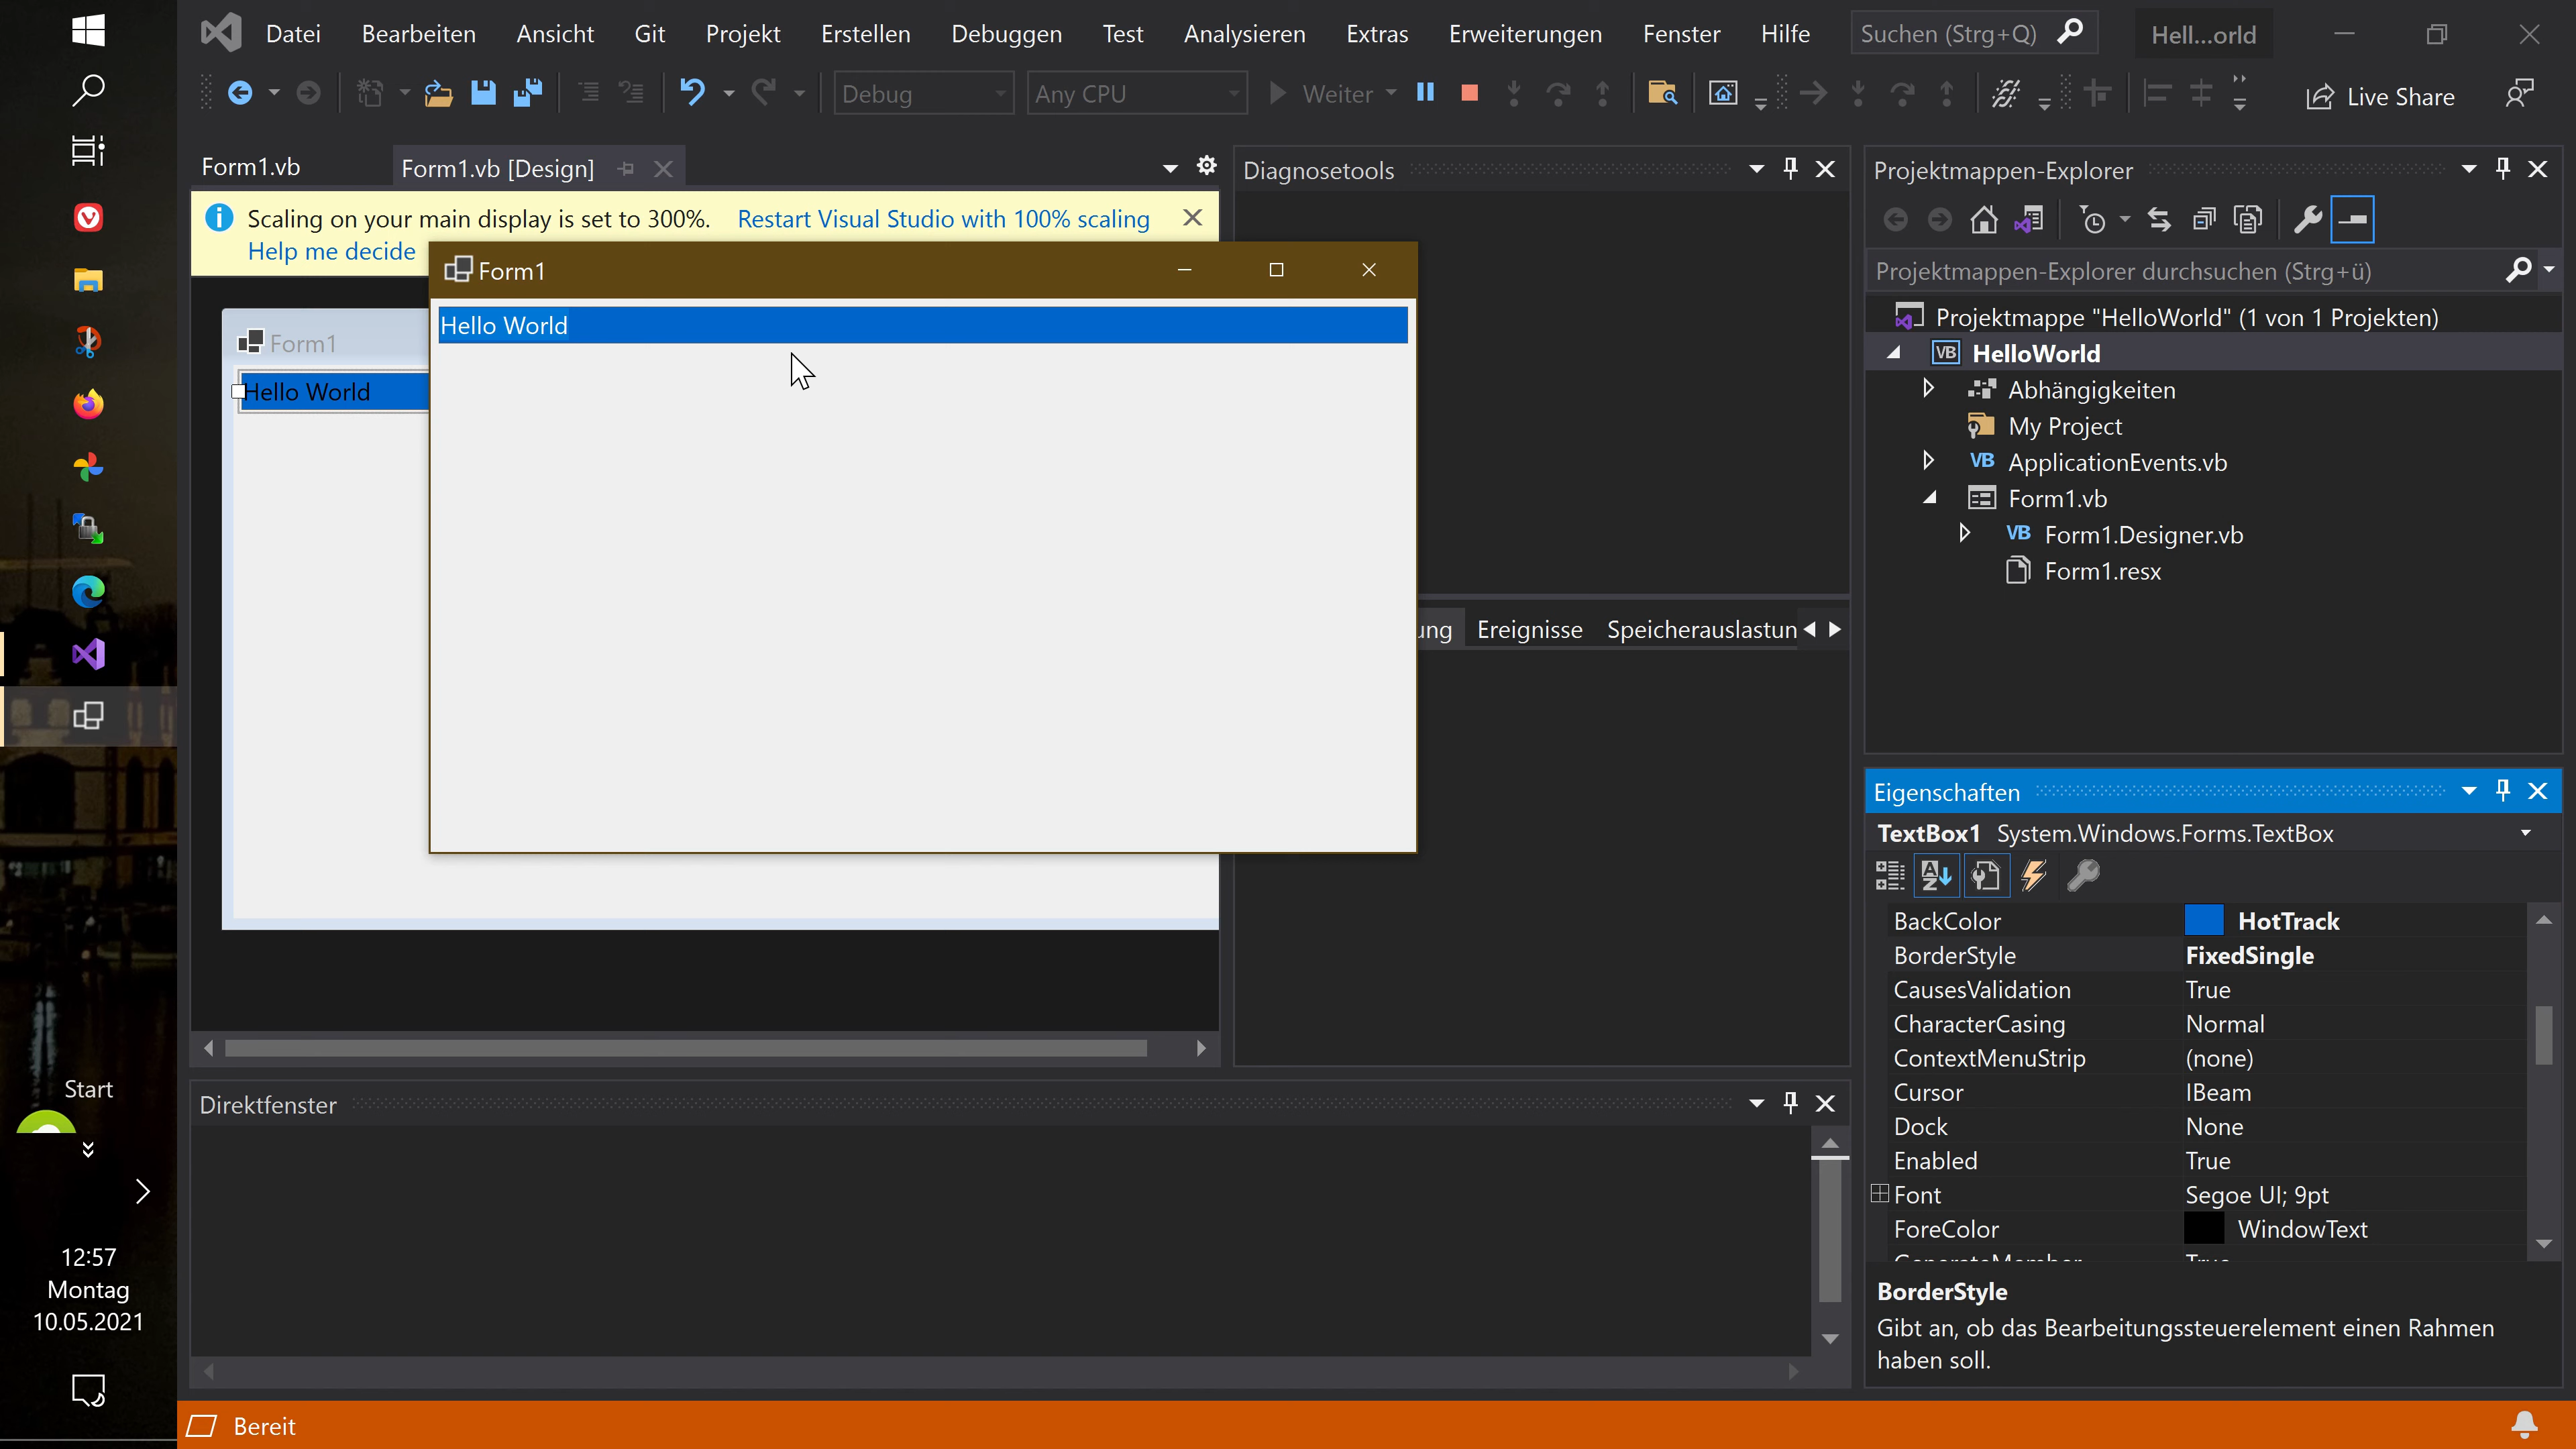 Datei Bearbeiten Ansicht Git Projekt Erstellen Debuggen Test Analysieren Extras Erweiterungen Fenster Hilfe Suchen (Strg+Q) Hell...orld
Debug Any CPU Weiter Live Share
Form1.vb Form1.vb [Design]
Scaling on your main display is set to 300%. Restart Visual Studio with 100% scaling
Help me decide
Form1
Hello World
Form1
Hello World
Diagnosetools
Ereignisse Speicherauslastun
Direktfenster
Projektmappen-Explorer
Projektmappen-Explorer durchsuchen (Strg+ü)
Projektmappe "HelloWorld" (1 von 1 Projekten)
VB HelloWorld
Abhängigkeiten
My Project
VB ApplicationEvents.vb
Form1.vb
VB Form1.Designer.vb
Form1.resx
Eigenschaften
TextBox1 System.Windows.Forms.TextBox
BackColor HotTrack
BorderStyle FixedSingle
CausesValidation True
CharacterCasing Normal
ContextMenuStrip (none)
Cursor IBeam
Dock None
Enabled True
Font Segoe UI; 9pt
ForeColor WindowText
BorderStyle
Gibt an, ob das Bearbeitungssteuerelement einen Rahmen
haben soll.
Start
12:57
Montag
10.05.2021
Bereit